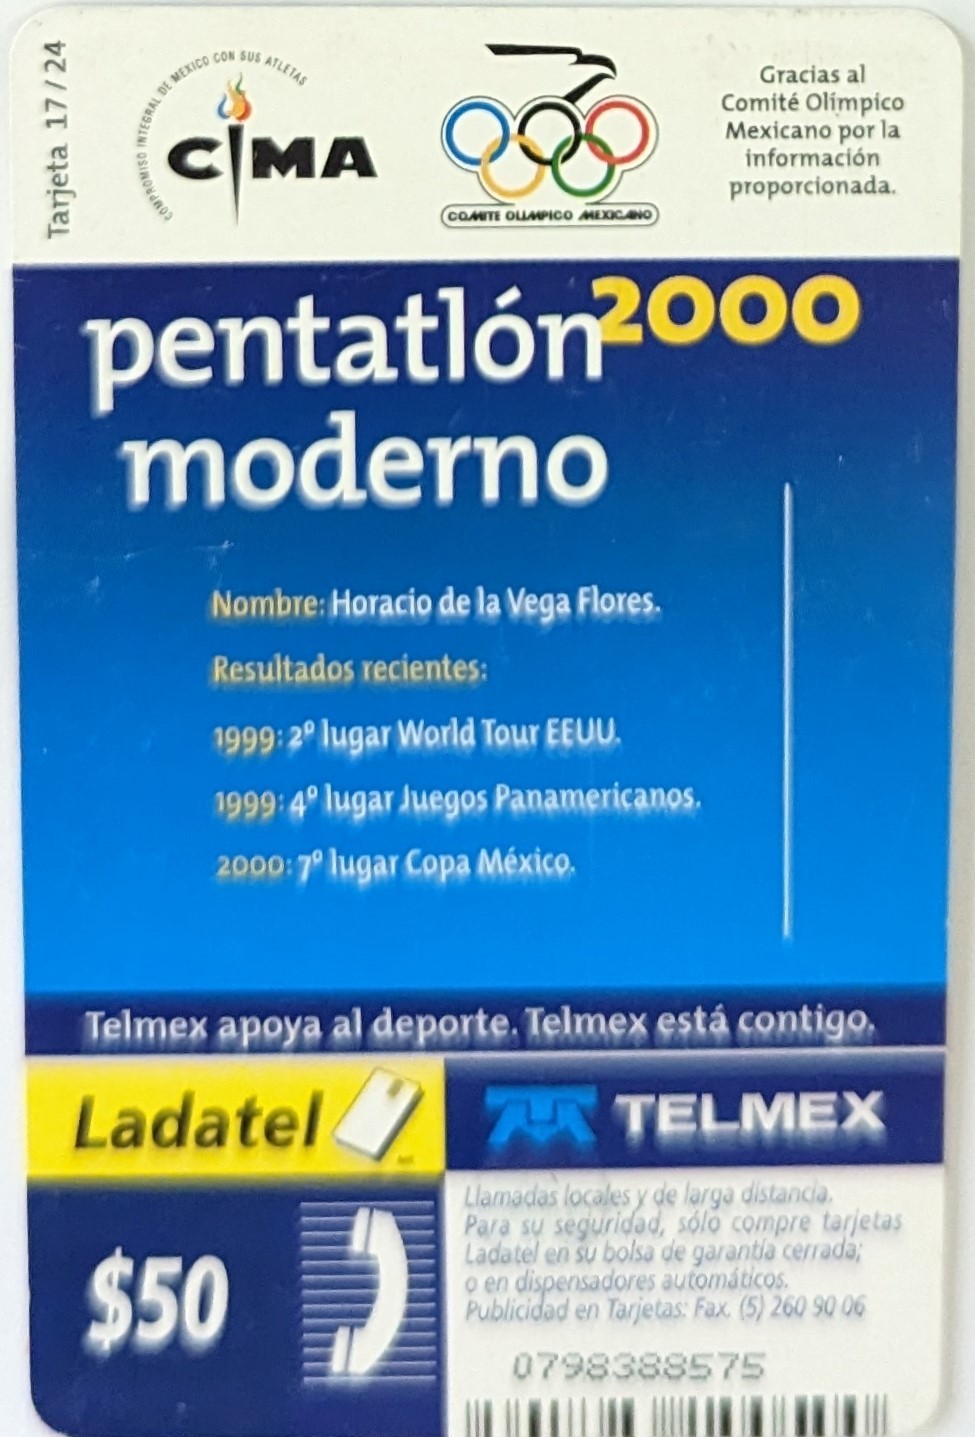 Tarjeta 17/24
COMPROMISO INTEGRAL DE MEXICO CON SUS ATLETAS
CIMA
COMITE OLIMPICO MEXICANO
Gracias al
Comité Olímpico
Mexicano por la
información
proporcionada.
pentatlón 2000
moderno
Nombre: Horacio de la Vega Flores.
Resultados recientes:
1999: 2º lugar World Tour EEUU.
1999: 4º lugar Juegos Panamericanos.
2000: 7º lugar Copa México.
Telmex apoya al deporte. Telmex está contigo.
Ladatel
TELMEX
$50
Llamadas locales y de larga distancia.
Para su seguridad, sólo compre tarjetas
Ladatel en su bolsa de garantía cerrada;
o en dispensadores automáticos.
Publicidad en Tarjetas: Fax. (5) 260 90 06
0798388575